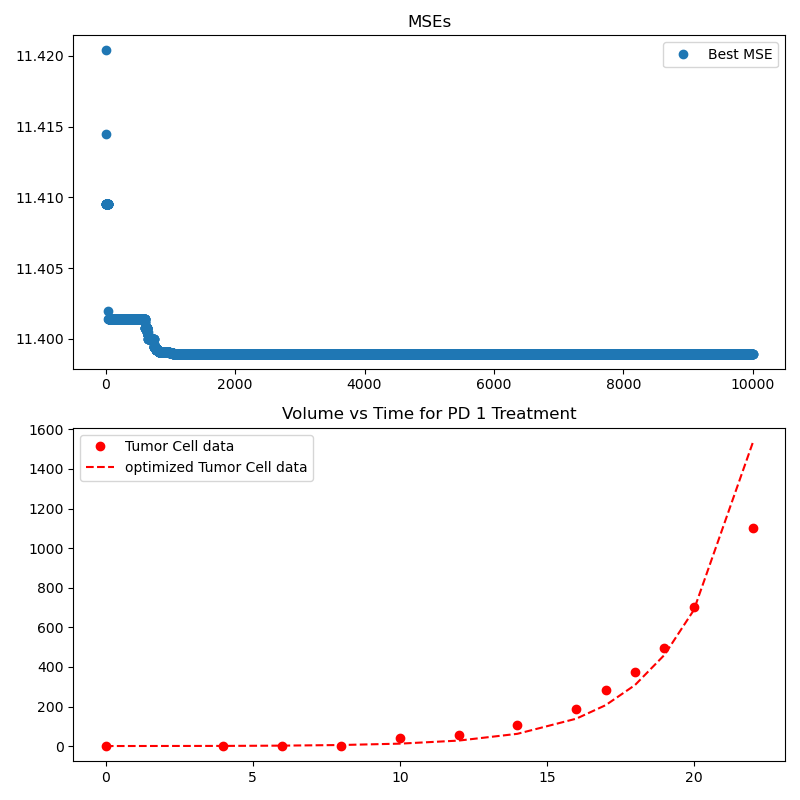 MSEs
11.420
11.415
11.410
11.405
11.400
Best MSE
0 2000 4000 6000 8000 10000
Volume vs Time for PD 1 Treatment
1600
1400
1200
1000
800
600
400
200
0
Tumor Cell data
optimized Tumor Cell data
0 5 10 15 20